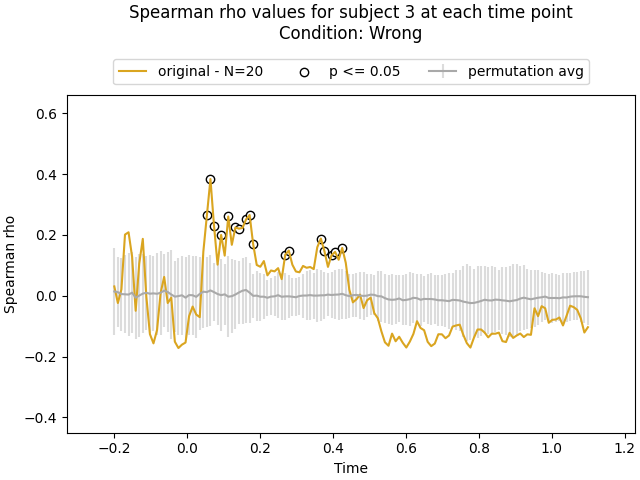 Spearman rho values for subject 3 at each time point
Condition: Wrong
original - N=20 p <= 0.05 permutation avg
0.6
0.4
0.2
0.0
−0.2
−0.4
Spearman rho
−0.2 0.0 0.2 0.4 0.6 0.8 1.0 1.2
Time